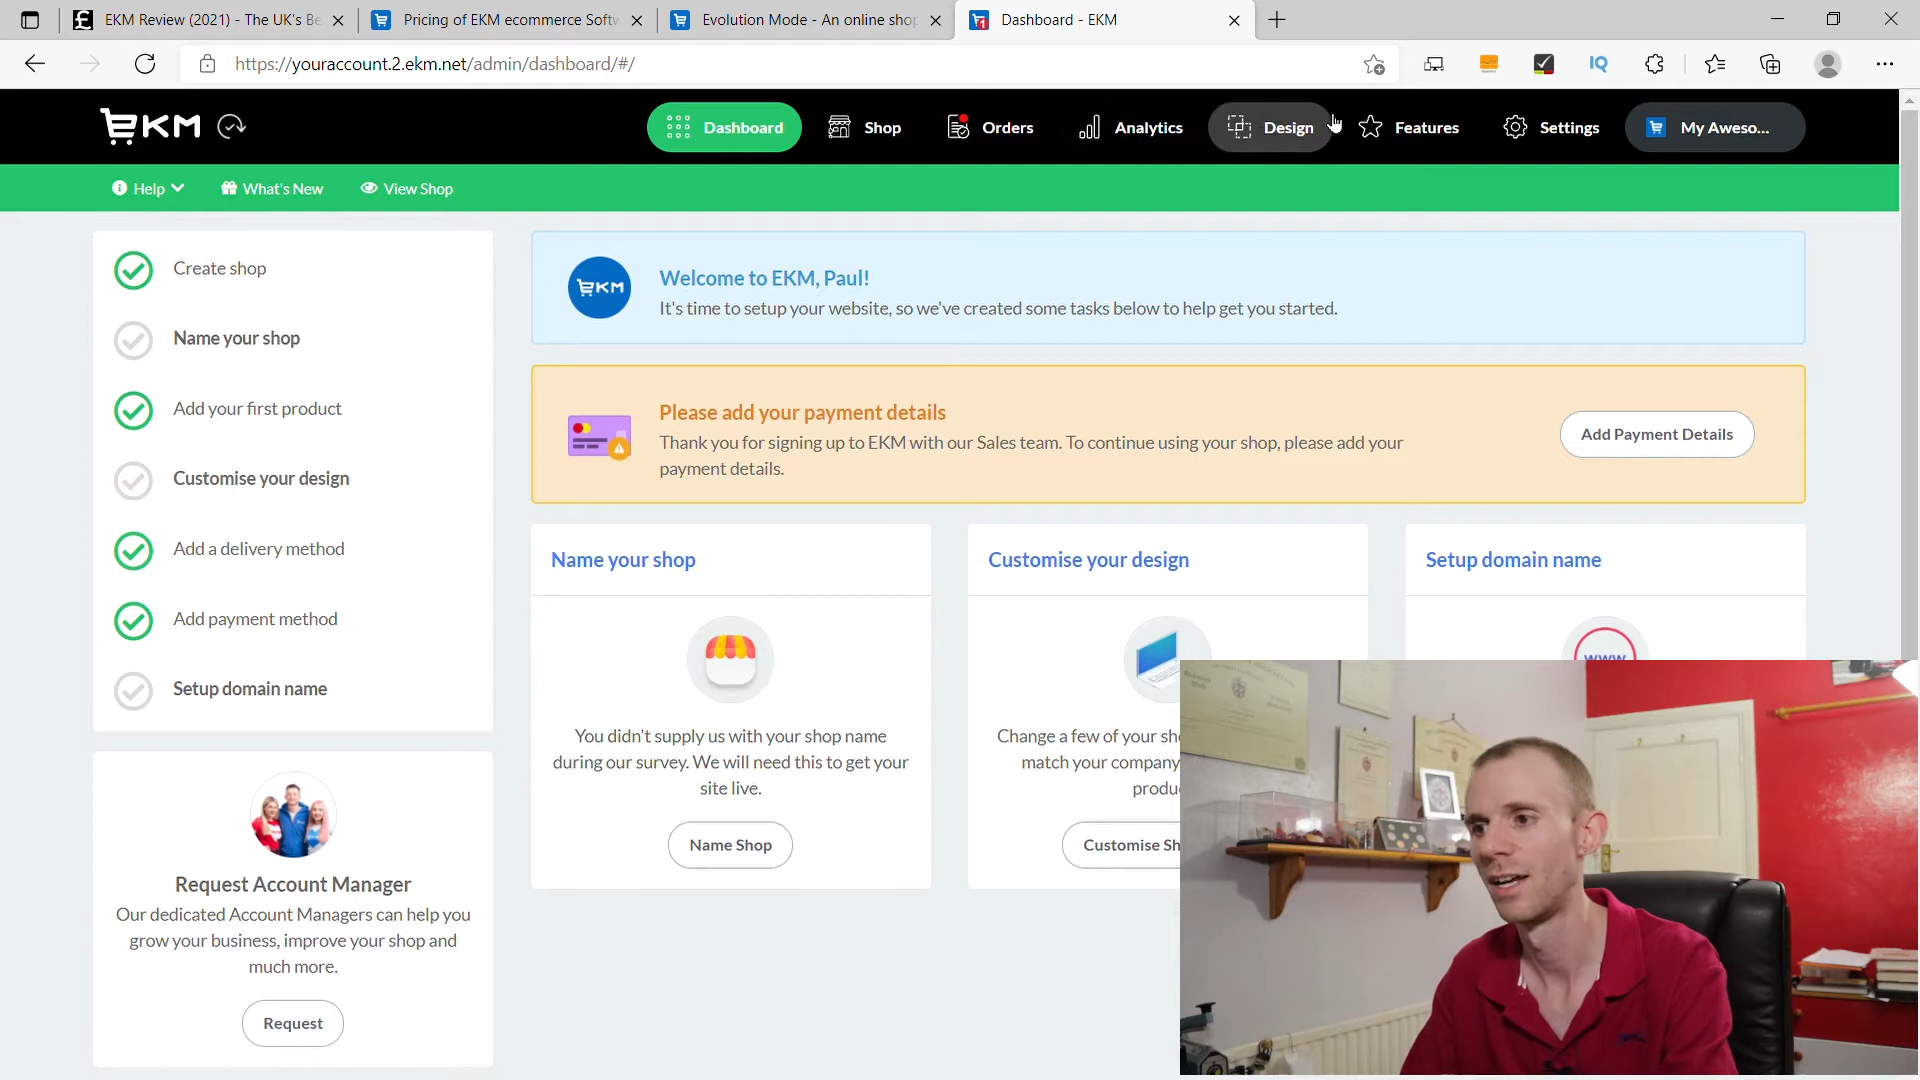 EKM Review (2021) - The UK's Be
Pricing of EKM ecommerce Softw
Evolution Mode - An online shop
Dashboard - EKM
https://youraccount.2.ekm.net/admin/dashboard/#/
IQ
EKM
Dashboard
Shop
Orders
Analytics
Design
Features
Settings
My Aweso...
Help
What's New
View Shop
Create shop
Name your shop
Add your first product
Customise your design
Add a delivery method
Add payment method
Setup domain name
Request Account Manager
Our dedicated Account Managers can help you
grow your business, improve your shop and
much more.
Request
EKM
Welcome to EKM, Paul!
It's time to setup your website, so we've created some tasks below to help get you started.
Please add your payment details
Thank you for signing up to EKM with our Sales team. To continue using your shop, please add your
payment details.
Add Payment Details
Name your shop
You didn't supply us with your shop name
during our survey. We will need this to get your
site live.
Name Shop
Customise your design
Change a few of your sh
match your company
produ
Customise Sh
Setup domain name
www